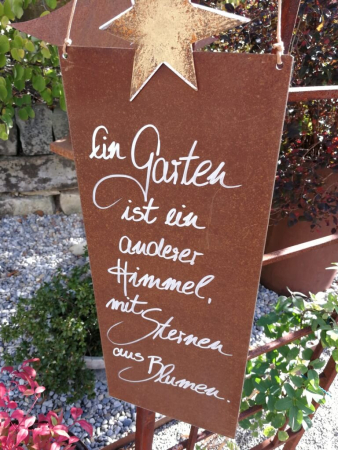 Ein Garten
ist ein
anderer
Himmel,
mit Sternen
aus Blumen.